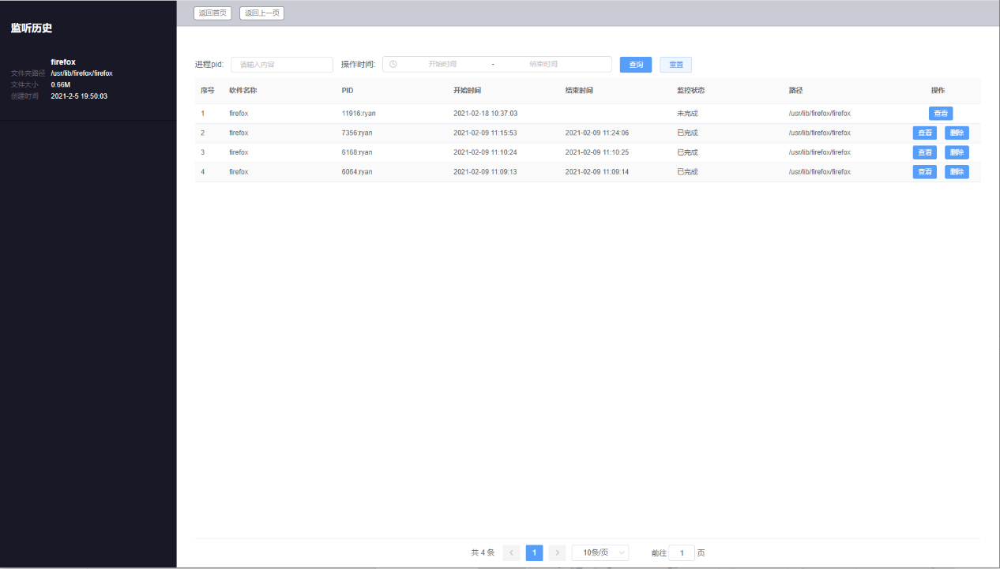 返回首页 返回上一页
监听历史
firefox
文件夹路径 /usr/lib/firefox/firefox
文件大小 0.66M
创建时间 2021-2-5 19:50:03
进程pid: 请输入内容 操作时间: 开始时间 - 结束时间 查询 重置
序号 软件名称 PID 开始时间 结束时间 监控状态 路径 操作
1 firefox 11916:ryan 2021-02-18 10:37:03 未完成 /usr/lib/firefox/firefox 查看
2 firefox 7356:ryan 2021-02-09 11:15:53 2021-02-09 11:24:06 已完成 /usr/lib/firefox/firefox 查看 删除
3 firefox 6168:ryan 2021-02-09 11:10:24 2021-02-09 11:10:25 已完成 /usr/lib/firefox/firefox 查看 删除
4 firefox 6064:ryan 2021-02-09 11:09:13 2021-02-09 11:09:14 已完成 /usr/lib/firefox/firefox 查看 删除
共 4 条 < 1 > 10条/页 前往 1 页